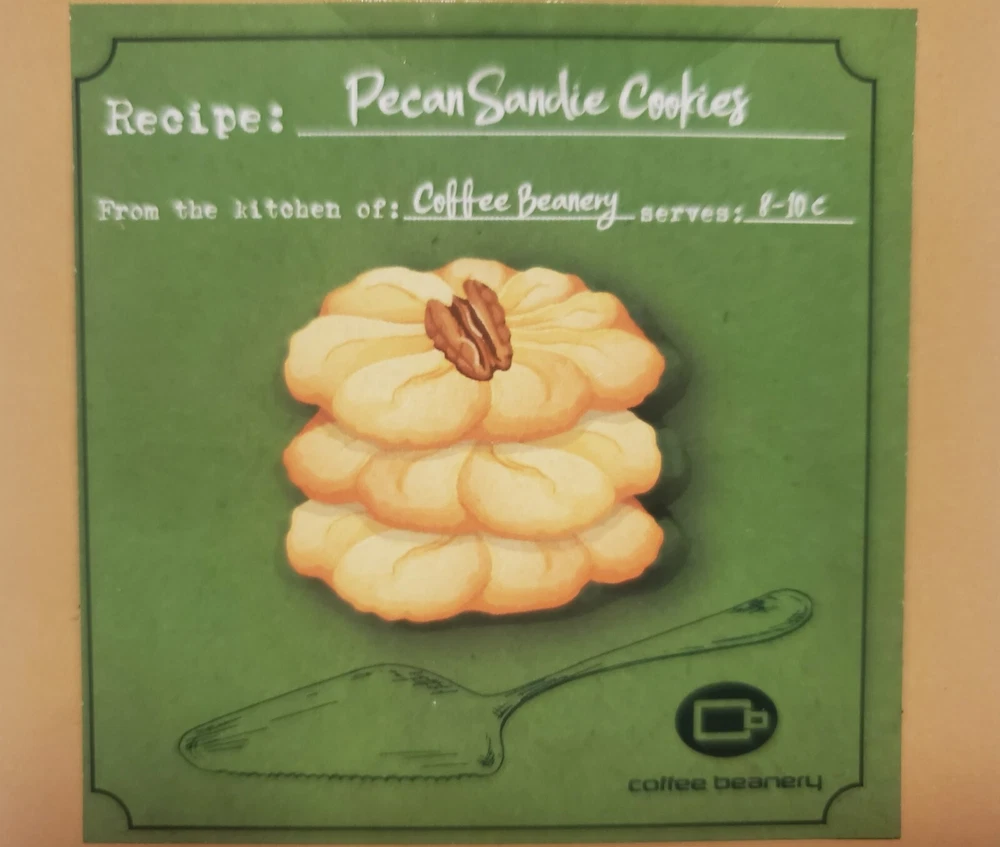 Recipe: Pecan Sandie Cookies
From the kitchen of: Coffee Beanery serves: 8-10 c
coffee beanery